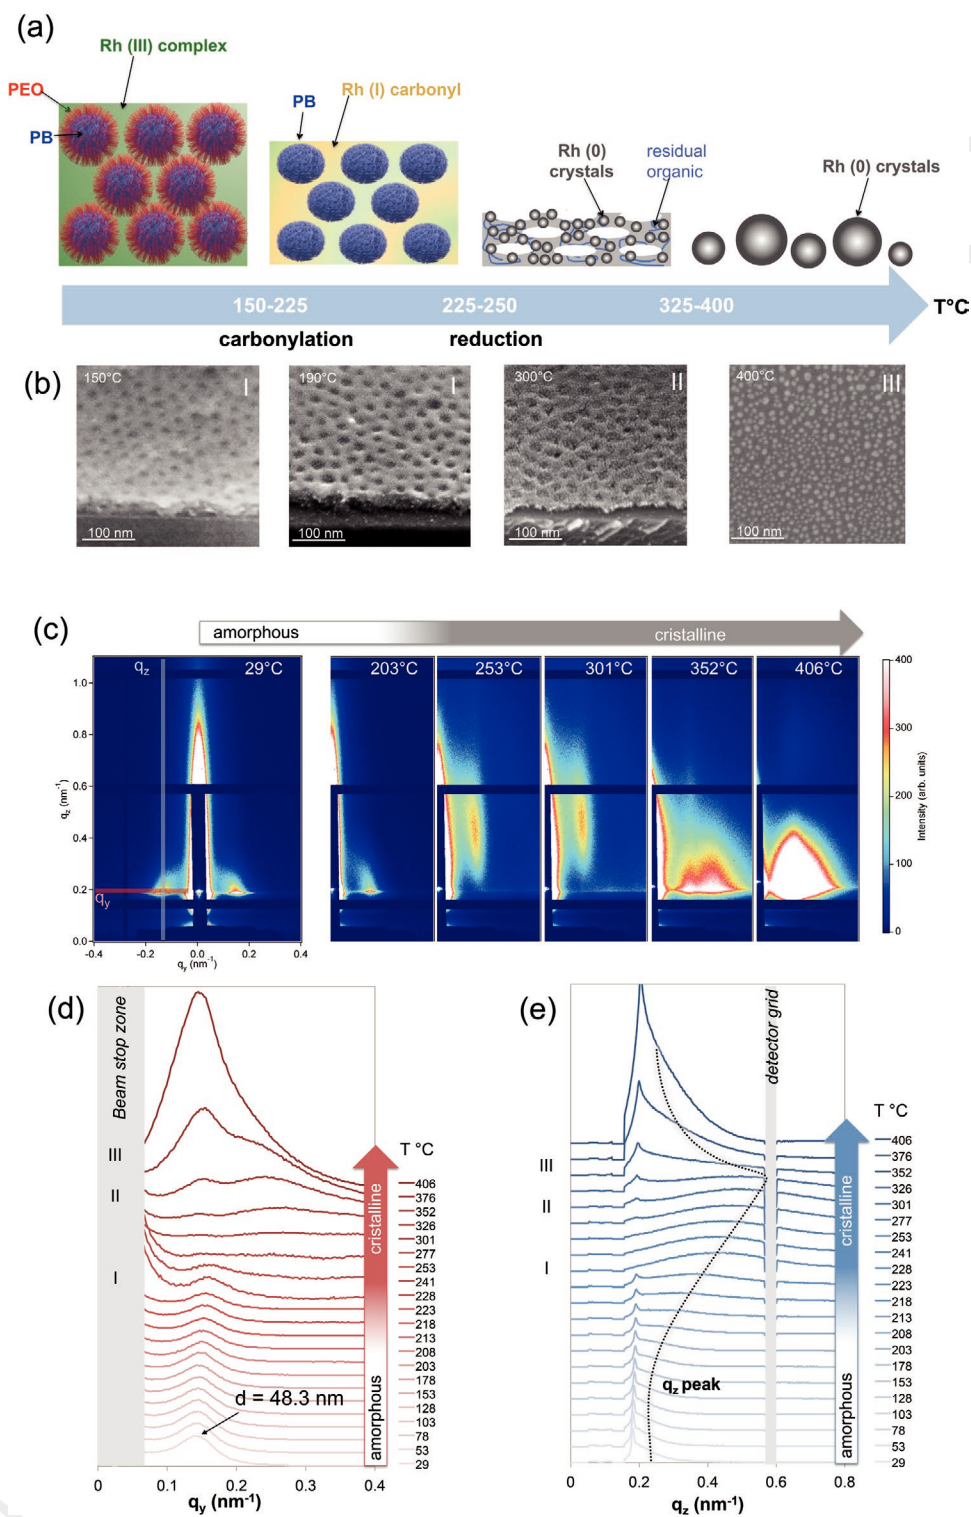 (a)
Rh (III) complex
PEO
PB
PB
Rh (I) carbonyl
Rh (0)
crystals
residual
organic
Rh (0) crystals
150-225
225-250
325-400
T°C
carbonylation
reduction
(b)
150°C
I
100 nm
190°C
I
100 nm
300°C
II
100 nm
400°C
III
100 nm
(c)
amorphous
cristalline
qz
29°C
203°C
253°C
301°C
352°C
406°C
1.0
0.8
0.6
0.4
0.2
0.0
qz (nm-1)
qy
-0.4
-0.2
0.0
0.2
0.4
qy (nm-1)
400
300
200
100
0
Intensity (arb. units)
(d)
Beam stop zone
III
II
I
d = 48.3 nm
T °C
cristalline
amorphous
406
376
352
326
301
277
253
241
228
223
218
213
208
203
178
153
128
103
78
53
29
0
0.1
0.2
0.3
0.4
qy (nm-1)
(e)
detector grid
III
II
I
qz peak
T °C
cristalline
amorphous
406
376
352
326
301
277
253
241
228
223
218
213
208
203
178
153
128
103
78
53
29
0
0.2
0.4
0.6
0.8
qz (nm-1)